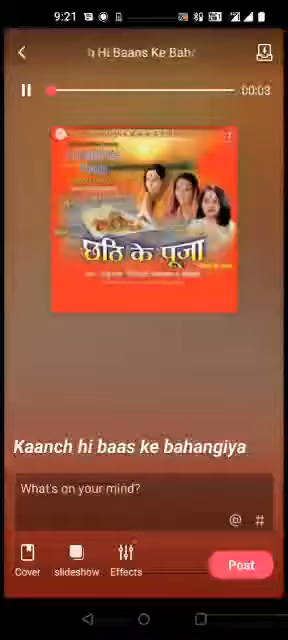 9:21
h Hi Baans Ke Bahr
00:03
छठि के पूजा
Kaanch hi baas ke bahangiya
What's on your mind?
@ #
Cover slideshow Effects Post